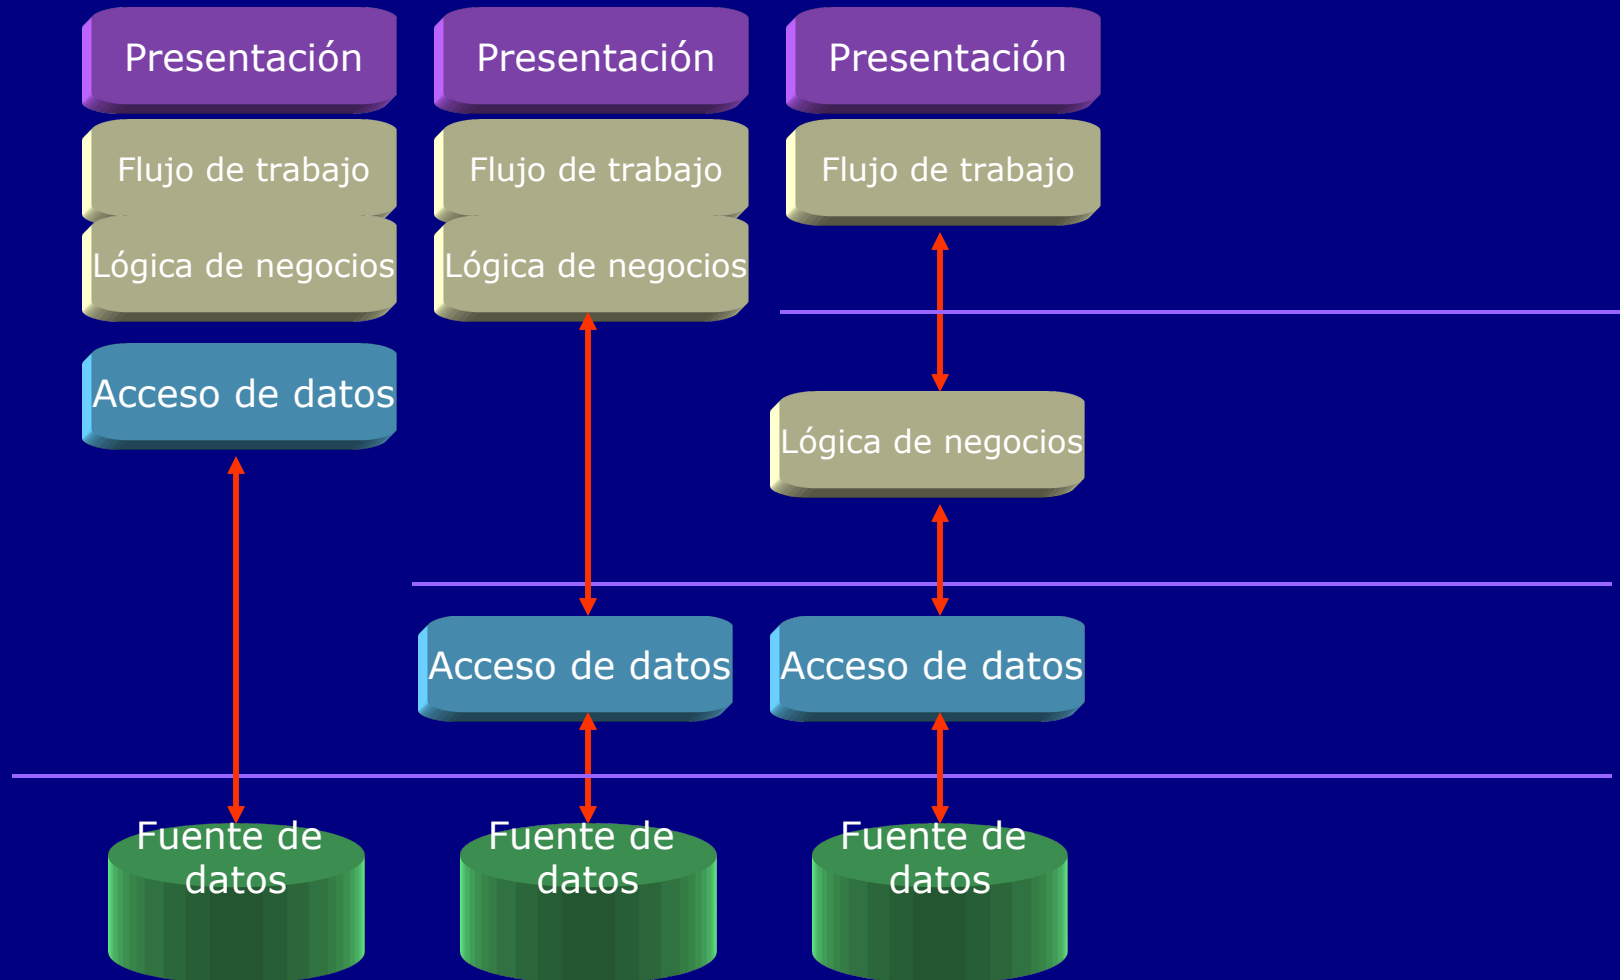 Presentación
Presentación
Presentación
Flujo de trabajo
Flujo de trabajo
Flujo de trabajo
Lógica de negocios
Lógica de negocios
Acceso de datos
Lógica de negocios
Acceso de datos
Acceso de datos
Fuente de
datos
Fuente de
datos
Fuente de
datos